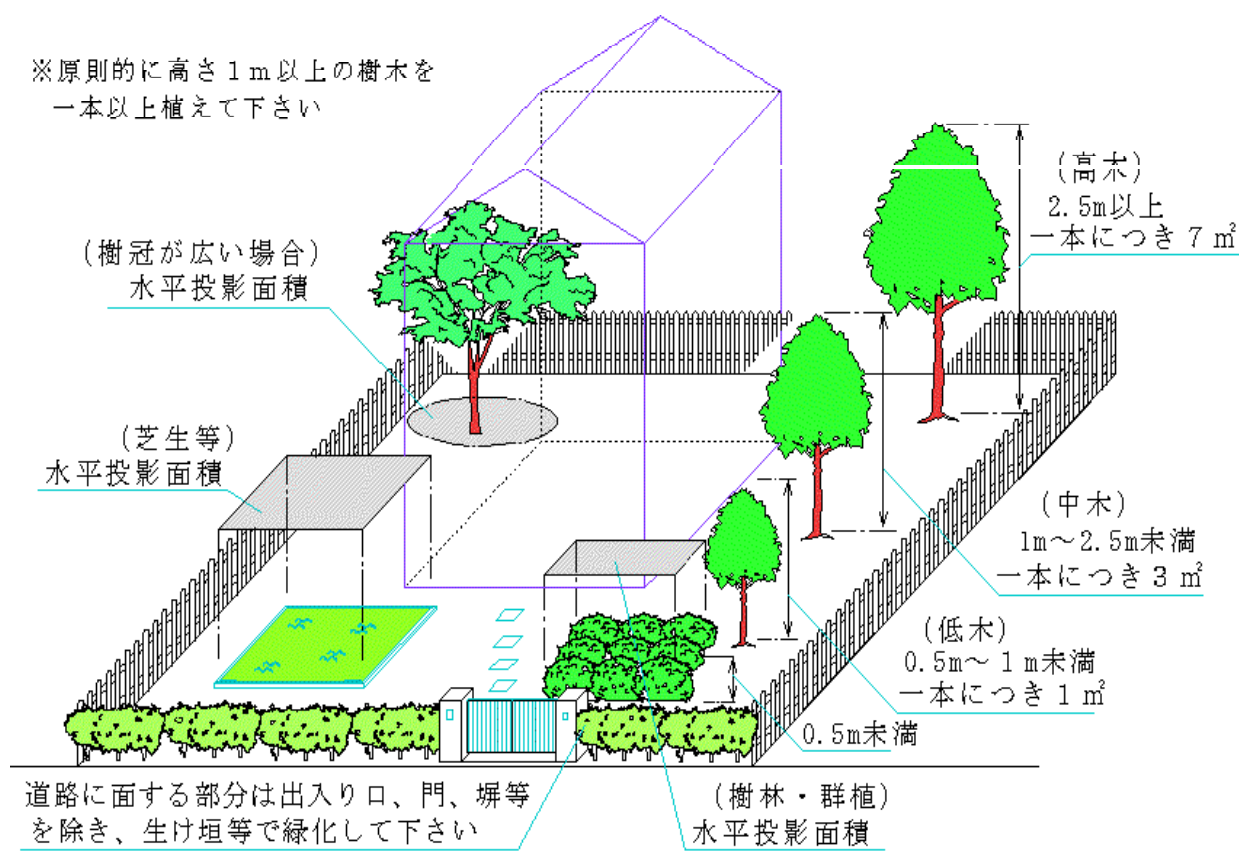 ※原則的に高さ１ｍ以上の樹木を
一本以上植えて下さい
(高木)
2.5m以上
一本につき７㎡
(樹冠が広い場合)
水平投影面積
(芝生等)
水平投影面積
(中木)
1m～2.5m未満
一本につき３㎡
(低木)
0.5m～１m未満
一本につき１㎡
0.5m未満
道路に面する部分は出入り口、門、塀等
を除き、生け垣等で緑化して下さい
(樹林・群植)
水平投影面積